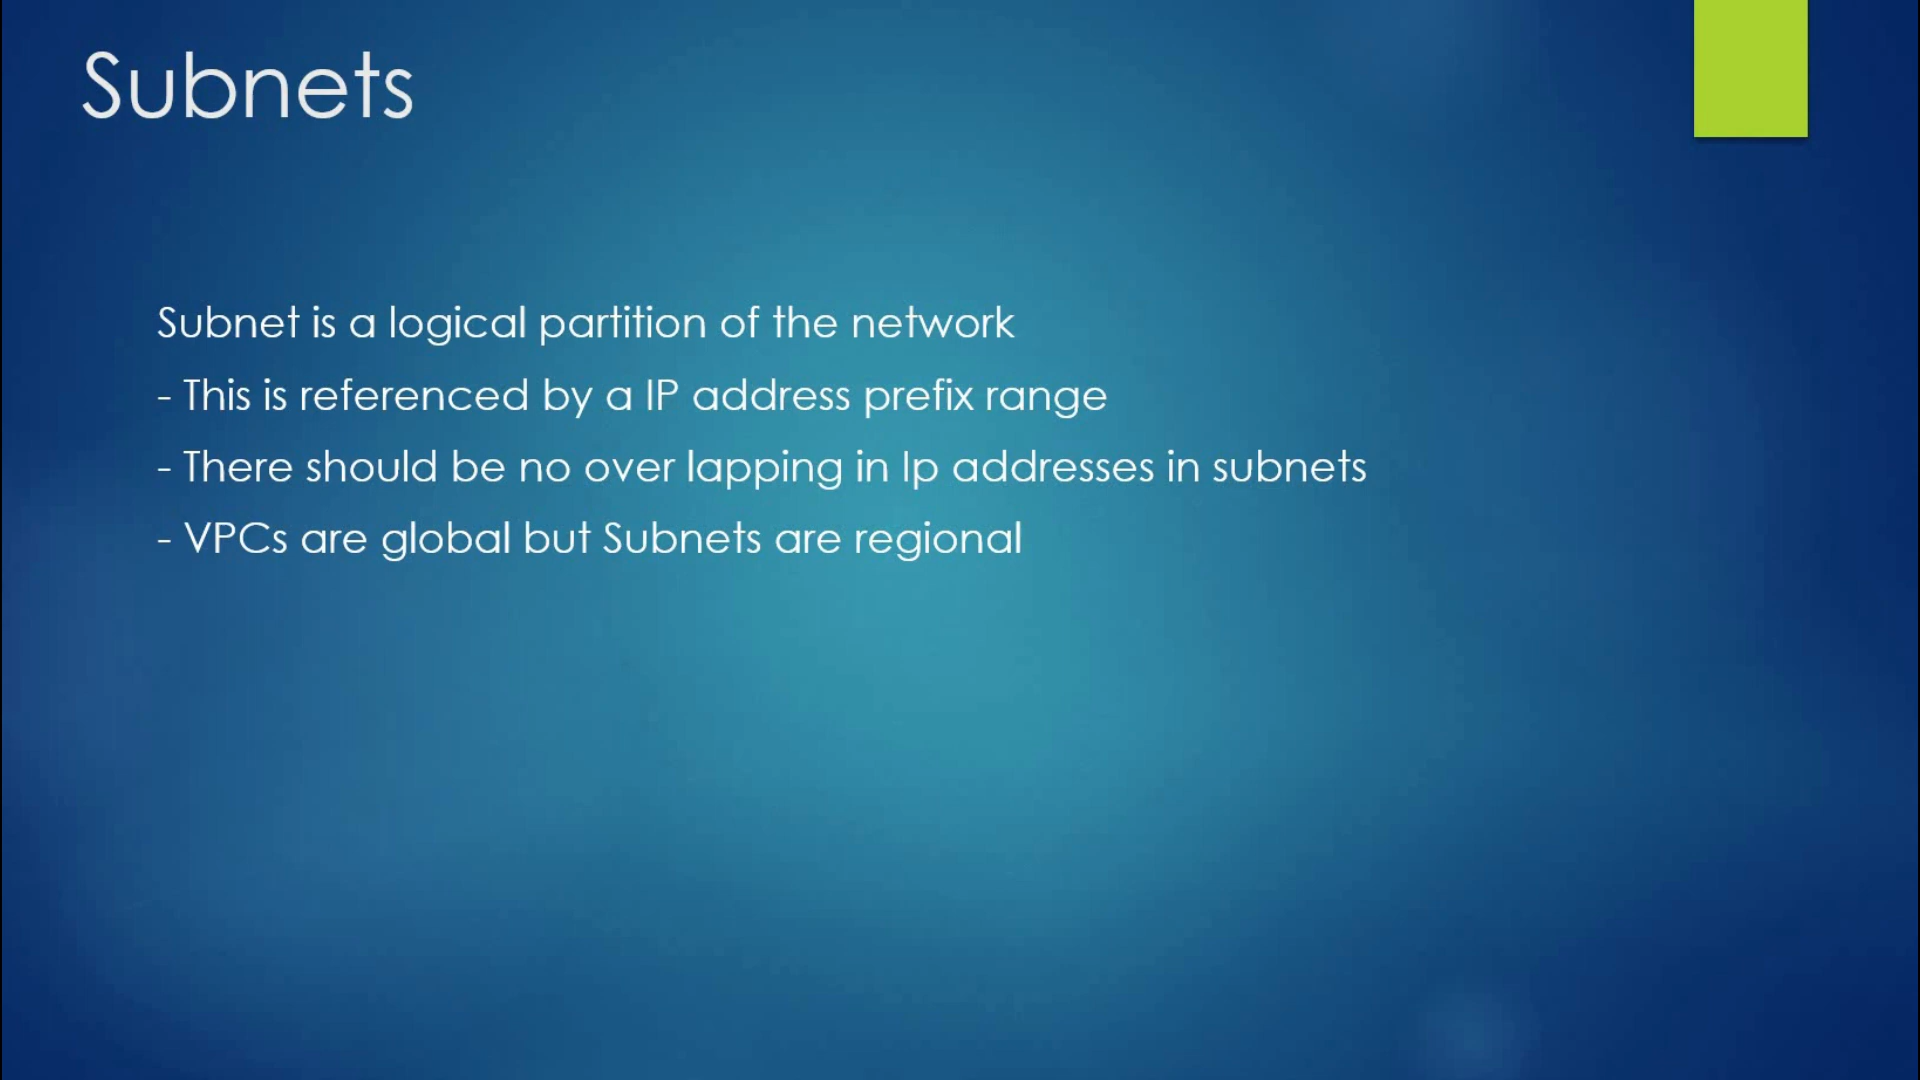 Subnets
Subnet is a logical partition of the network
- This is referenced by a IP address prefix range
- There should be no over lapping in Ip addresses in subnets
- VPCs are global but Subnets are regional